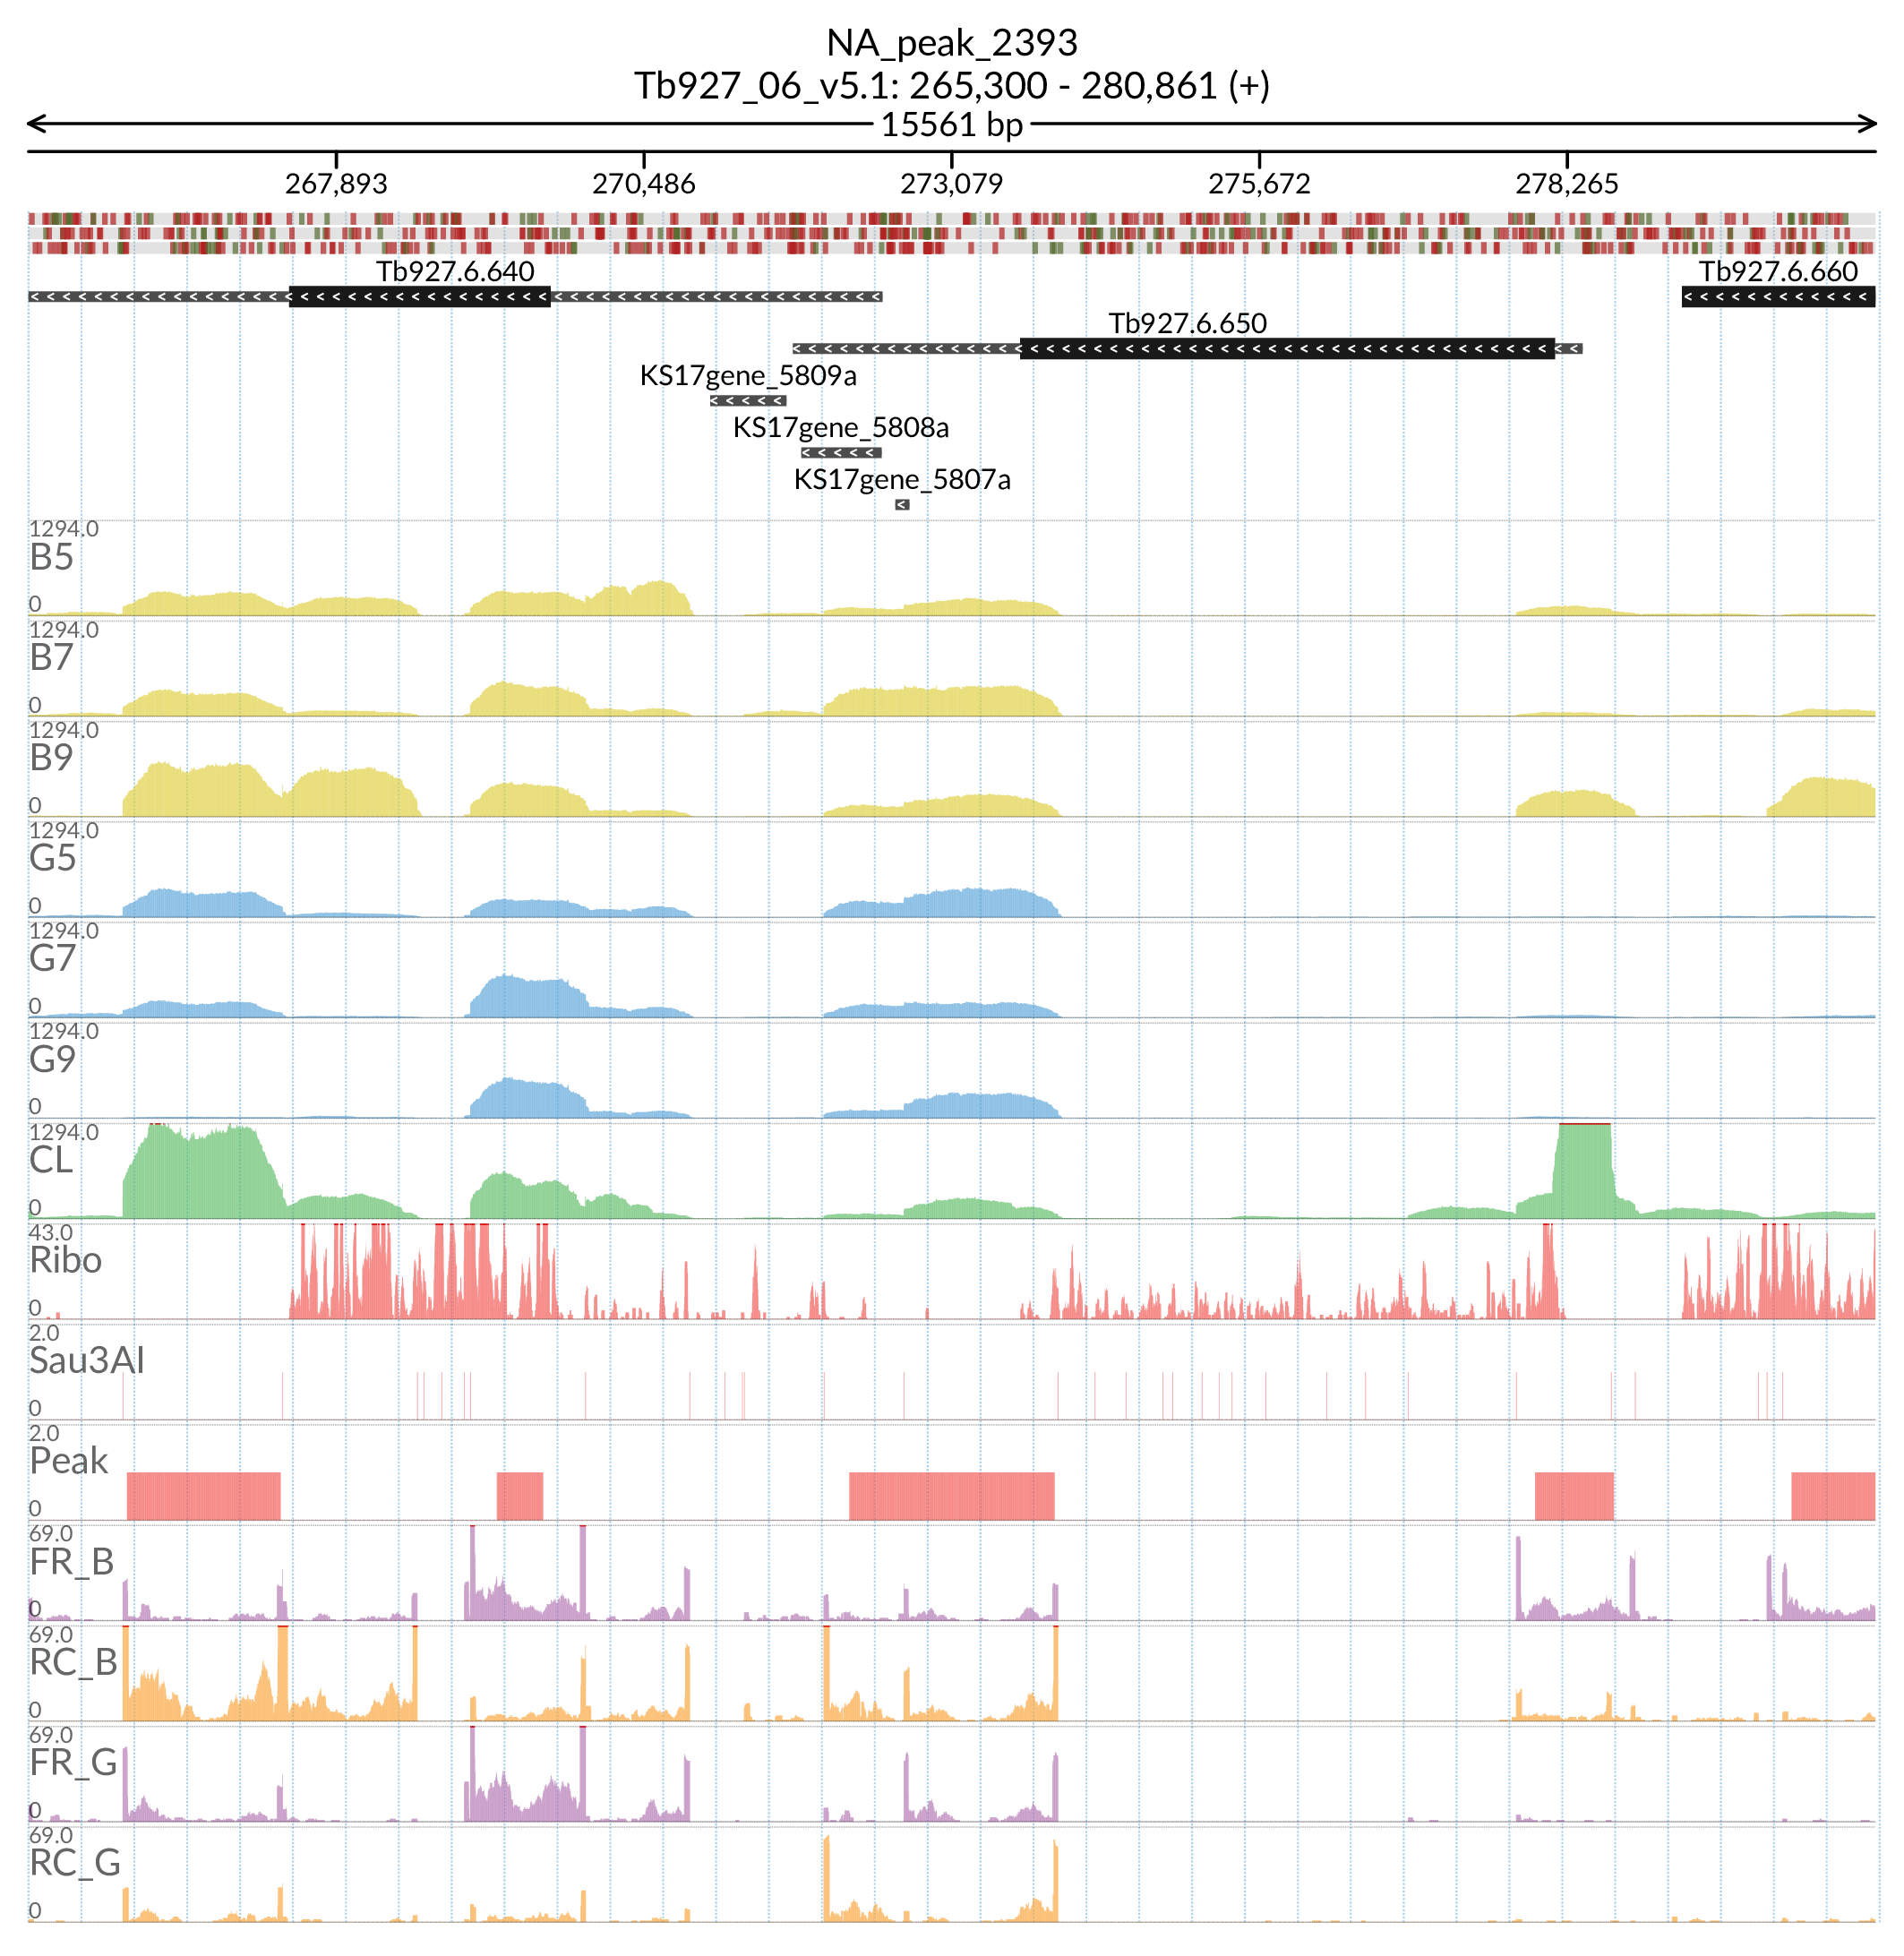 NA_peak_2393
Tb927_06_v5.1: 265,300 - 280,861 (+)
15561 bp
267,893 270,486 273,079 275,672 278,265
Tb927.6.640 Tb927.6.660
Tb927.6.650
KS17gene_5809a
KS17gene_5808a
KS17gene_5807a
1294.0
B5
0
1294.0
B7
0
1294.0
B9
0
1294.0
G5
0
1294.0
G7
0
1294.0
G9
0
1294.0
CL
0
43.0
Ribo
0
2.0
Sau3AI
0
2.0
Peak
0
69.0
FR_B
0
69.0
RC_B
0
69.0
FR_G
0
69.0
RC_G
0